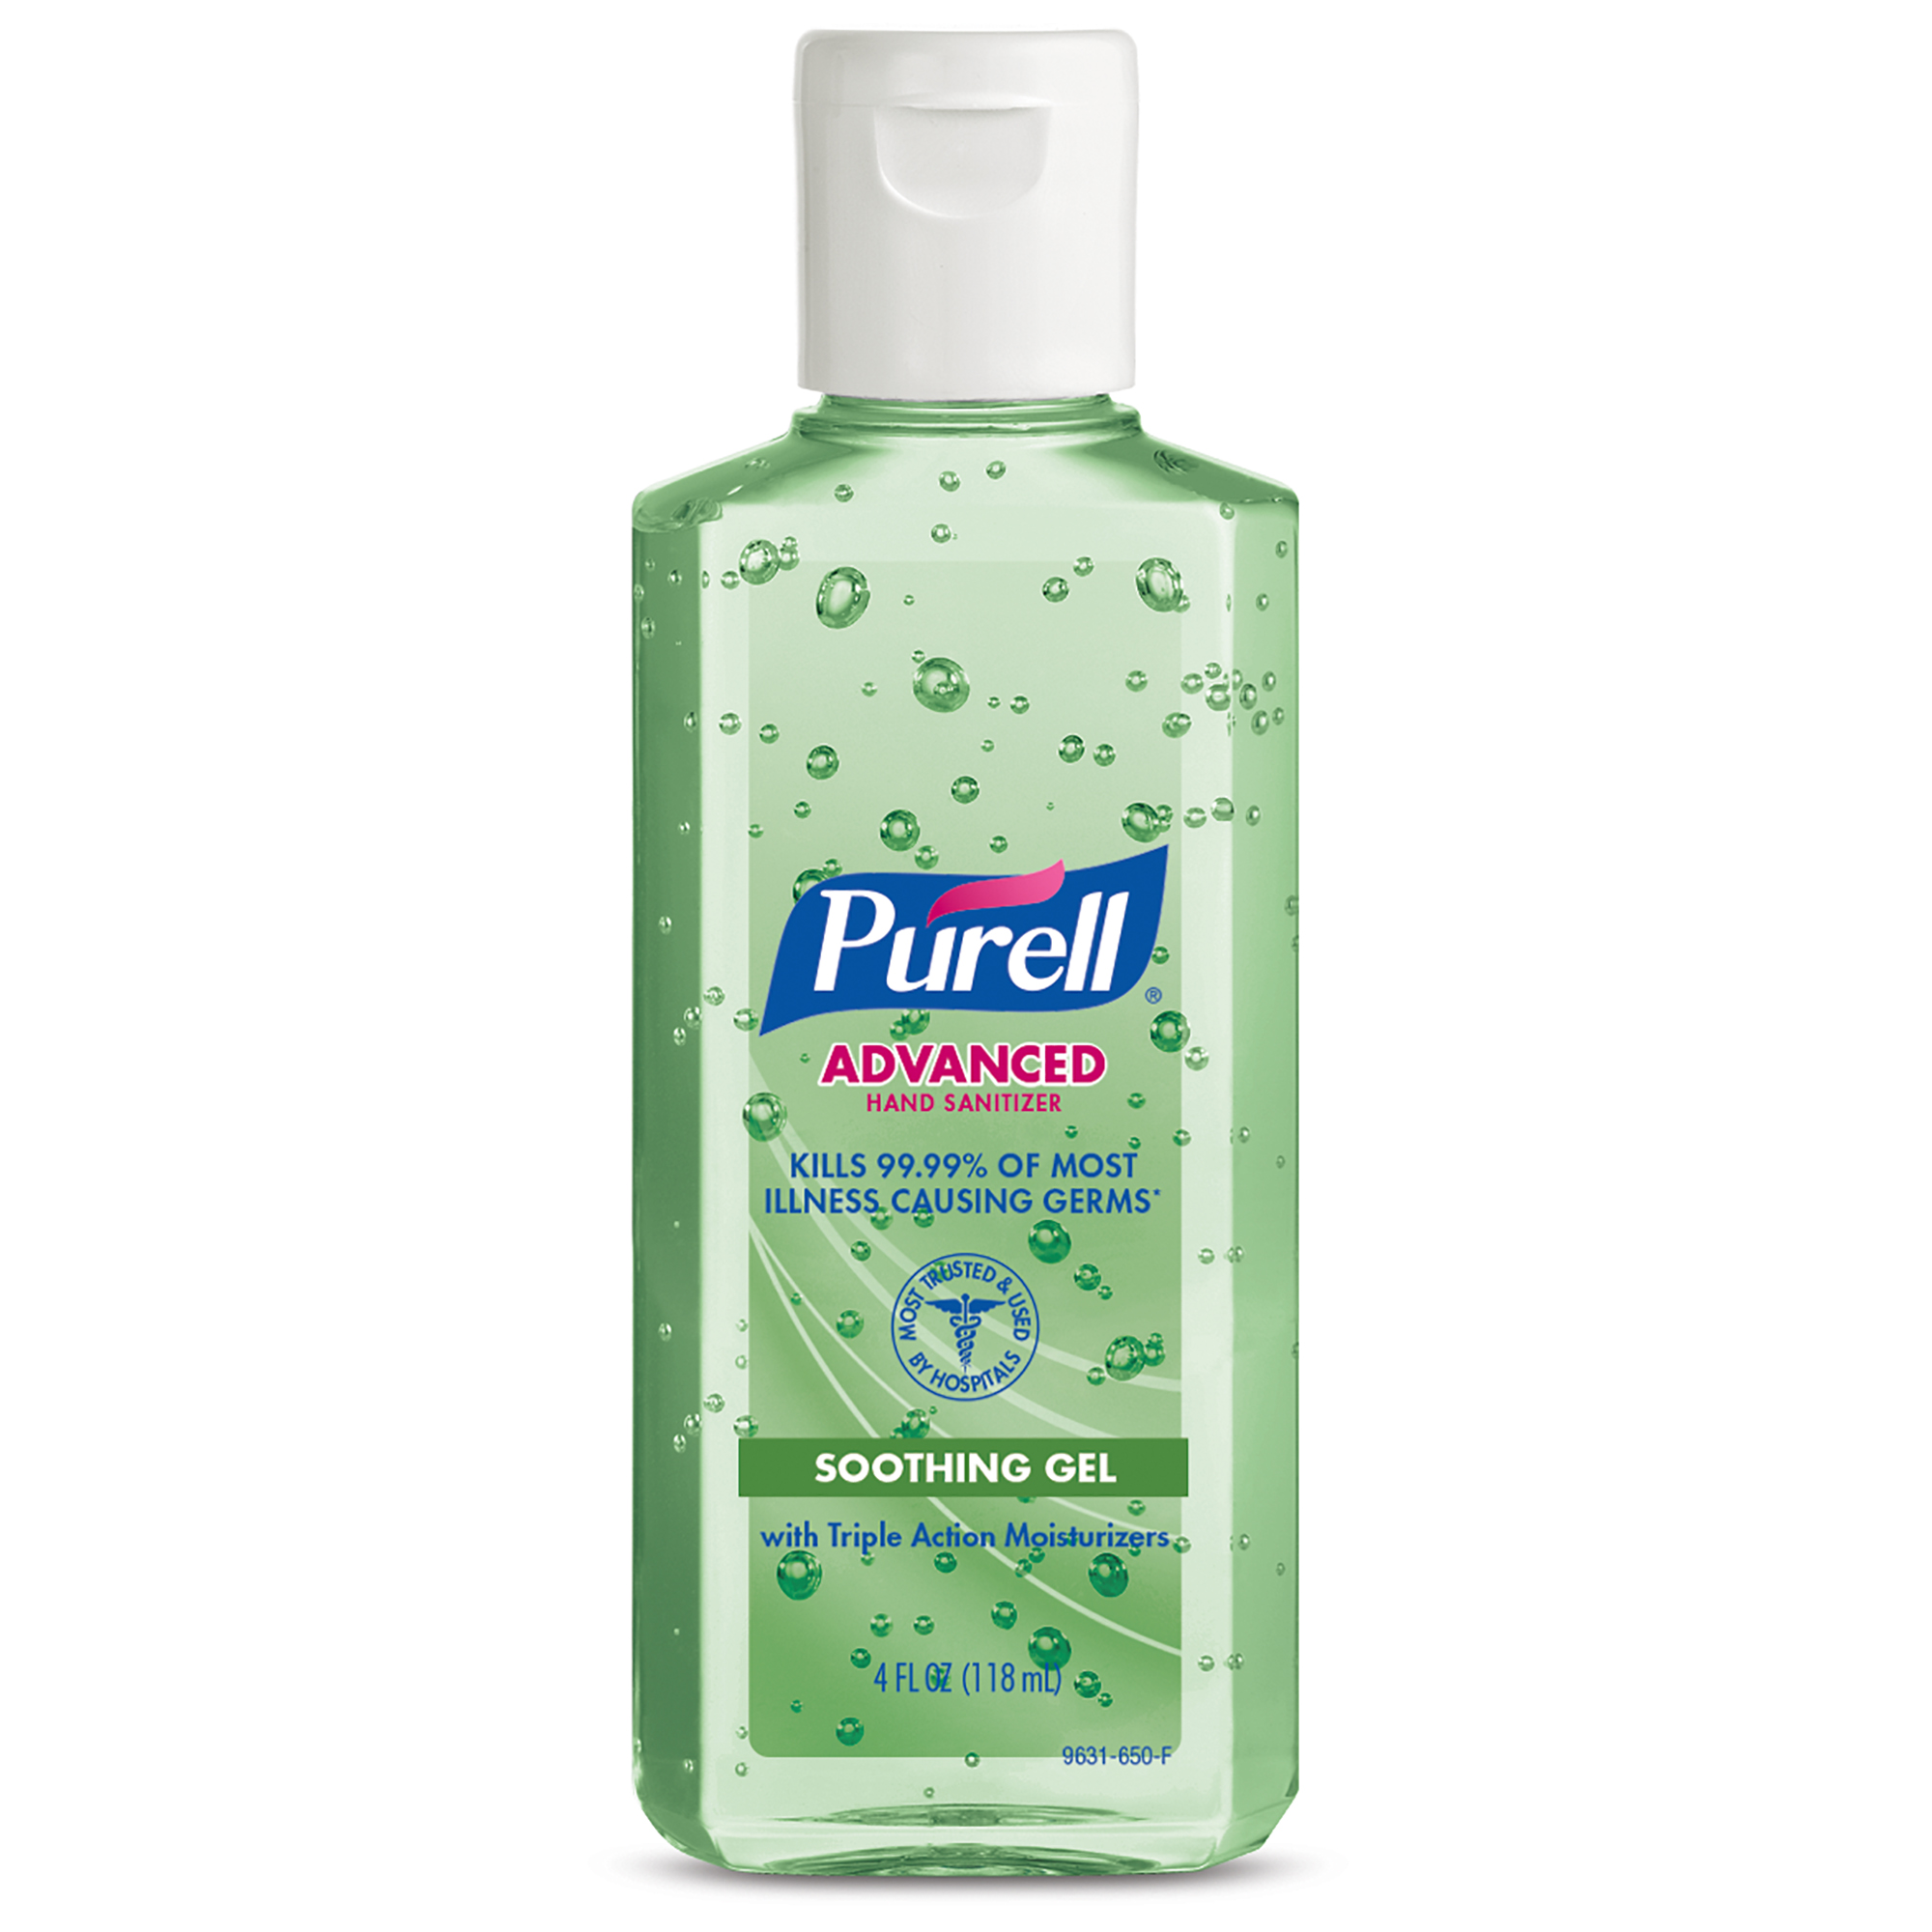 Purell®
ADVANCED
HAND SANITIZER
KILLS 99.99% OF MOST
ILLNESS CAUSING GERMS*
MOST TRUSTED & USED
BY HOSPITALS
SOOTHING GEL
with Triple Action Moisturizers
4 FL OZ (118 mL)
9631-650-F